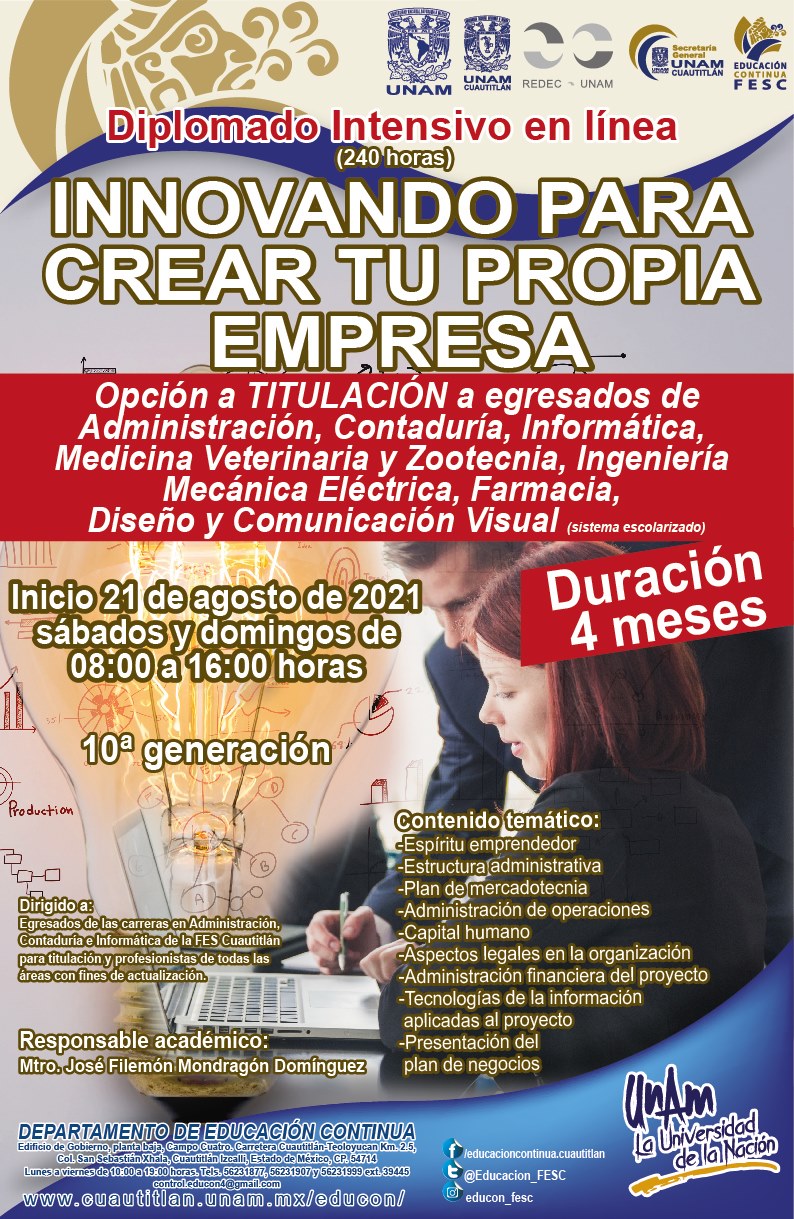 UNAM
UNAM
CUAUTITLÁN
REDEC - UNAM
Secretaría
General
UNAM
CUAUTITLÁN
EDUCACIÓN
CONTINUA
FESC
Diplomado Intensivo en línea
(240 horas)
INNOVANDO PARA
CREAR TU PROPIA
EMPRESA
Opción a TITULACIÓN a egresados de
Administración, Contaduría, Informática,
Medicina Veterinaria y Zootecnia, Ingeniería
Mecánica Eléctrica, Farmacia,
Diseño y Comunicación Visual (sistema escolarizado)
Duración
4 meses
Inicio 21 de agosto de 2021
sábados y domingos de
08:00 a 16:00 horas
10ª generación
Production
A
B
C
Contenido temático:
-Espíritu emprendedor
-Estructura administrativa
-Plan de mercadotecnia
-Administración de operaciones
-Capital humano
-Aspectos legales en la organización
-Administración financiera del proyecto
-Tecnologías de la información
aplicadas al proyecto
-Presentación del
plan de negocios
Dirigido a:
Egresados de las carreras en Administración,
Contaduría e Informática de la FES Cuautitlán
para titulación y profesionistas de todas las
áreas con fines de actualización.
Responsable académico:
Mtro. José Filemón Mondragón Domínguez
DEPARTAMENTO DE EDUCACIÓN CONTINUA
Edificio de Gobierno, planta baja, Campo Cuatro. Carretera Cuautitlán-Teoloyucan Km. 2.5,
Col. San Sebastián Xhala, Cuautitlán Izcalli, Estado de México, CP. 54714
Lunes a viernes de 10:00 a 19:00 horas. Tels. 56231877, 56231907 y 56231999 ext. 39445
control.educon4@gmail.com
www.cuautitlan.unam.mx/educon/
/educacioncontinua.cuautitlan
@Educacion_FESC
educon_fesc
UNAM
La Universidad
de la Nación